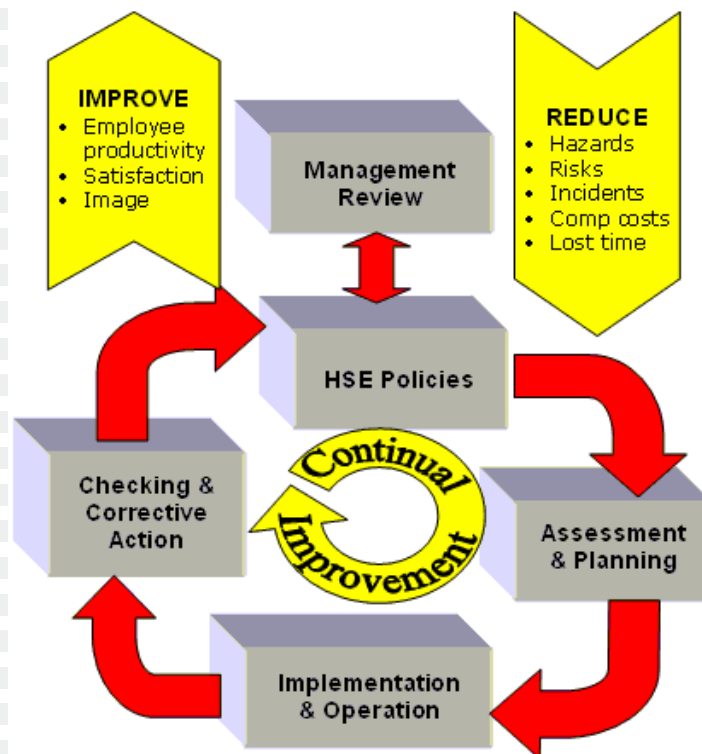 IMPROVE
• Employee
productivity
• Satisfaction
• Image
REDUCE
• Hazards
• Risks
• Incidents
• Comp costs
• Lost time
Management
Review
HSE Policies
Checking &
Corrective
Action
Continual
Improvement
Assessment
& Planning
Implementation
& Operation